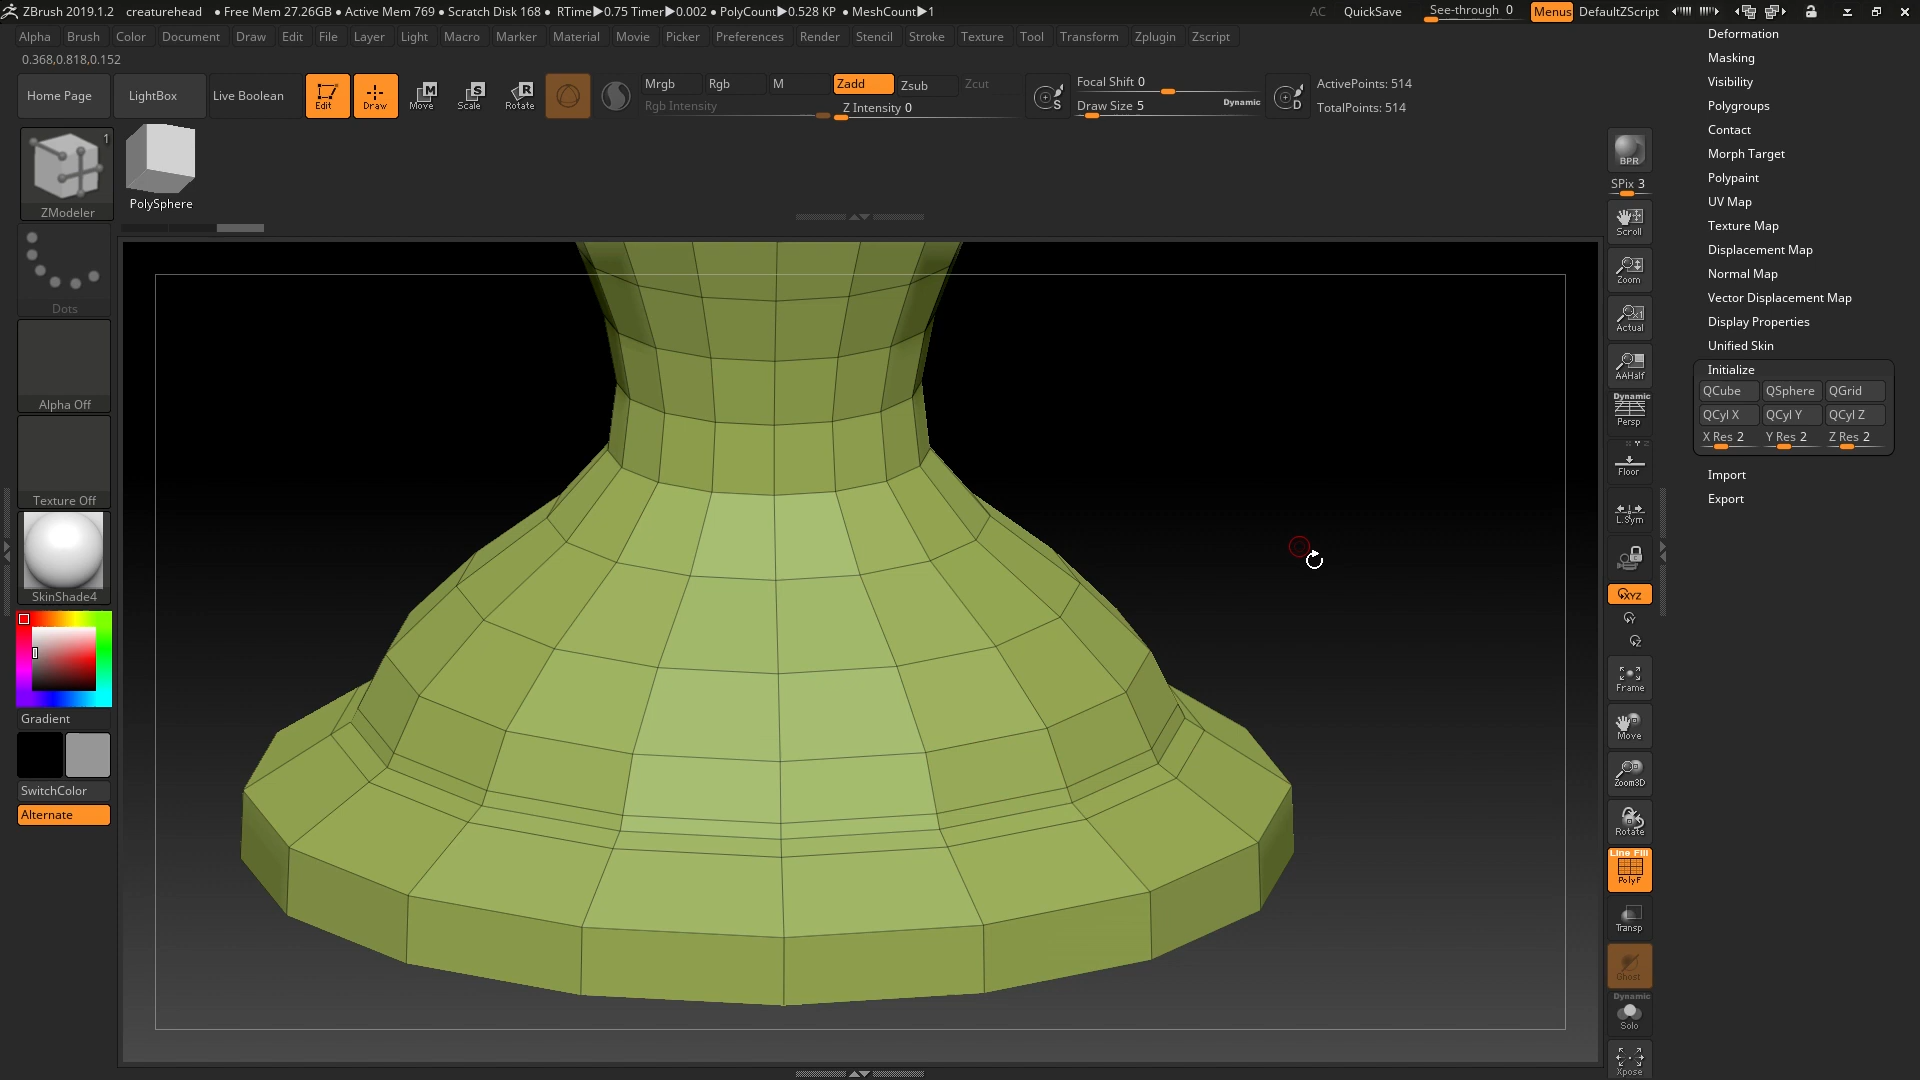 ZBrush 2019.1.2 creaturehead • Free Mem 27.26GB • Active Mem 769 • Scratch Disk 168 • RTime▶0.75 Timer▶0.002 • PolyCount▶0.528 KP • MeshCount▶1 AC QuickSave See-through 0 Menus DefaultZScript
Alpha Brush Color Document Draw Edit File Layer Light Macro Marker Material Movie Picker Preferences Render Stencil Stroke Texture Tool Transform Zplugin Zscript
0.368,0.818,0.152
Home Page LightBox Live Boolean Edit Draw Move Scale Rotate
M S R
Mrgb Rgb M Zadd Zsub Zcut
Rgb Intensity Z Intensity 0
S
Focal Shift 0
Draw Size 5 Dynamic
D
ActivePoints: 514
TotalPoints: 514
1
ZModeler
PolySphere
Dots
Alpha Off
Texture Off
SkinShade4
Gradient
SwitchColor
Alternate
BPR
SPix 3
Scroll
Zoom
Actual
AAHalf
Dynamic
Persp
Floor
L.Sym
XYZ
Y
Z
Frame
Move
Zoom3D
Rotate
Line Fill
PolyF
Transp
Ghost
Dynamic
Solo
Xpose
Deformation
Masking
Visibility
Polygroups
Contact
Morph Target
Polypaint
UV Map
Texture Map
Displacement Map
Normal Map
Vector Displacement Map
Display Properties
Unified Skin
Initialize
QCube QSphere QGrid
QCyl X QCyl Y QCyl Z
X Res 2 Y Res 2 Z Res 2
Import
Export